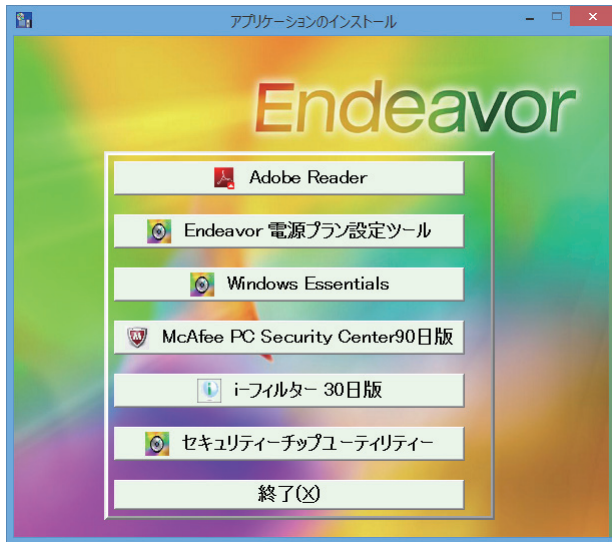 アプリケーションのインストール
Endeavor
Adobe Reader
Endeavor 電源プラン設定ツール
Windows Essentials
McAfee PC Security Center90日版
i-フィルター 30日版
セキュリティーチップユーティリティー
終了(X)